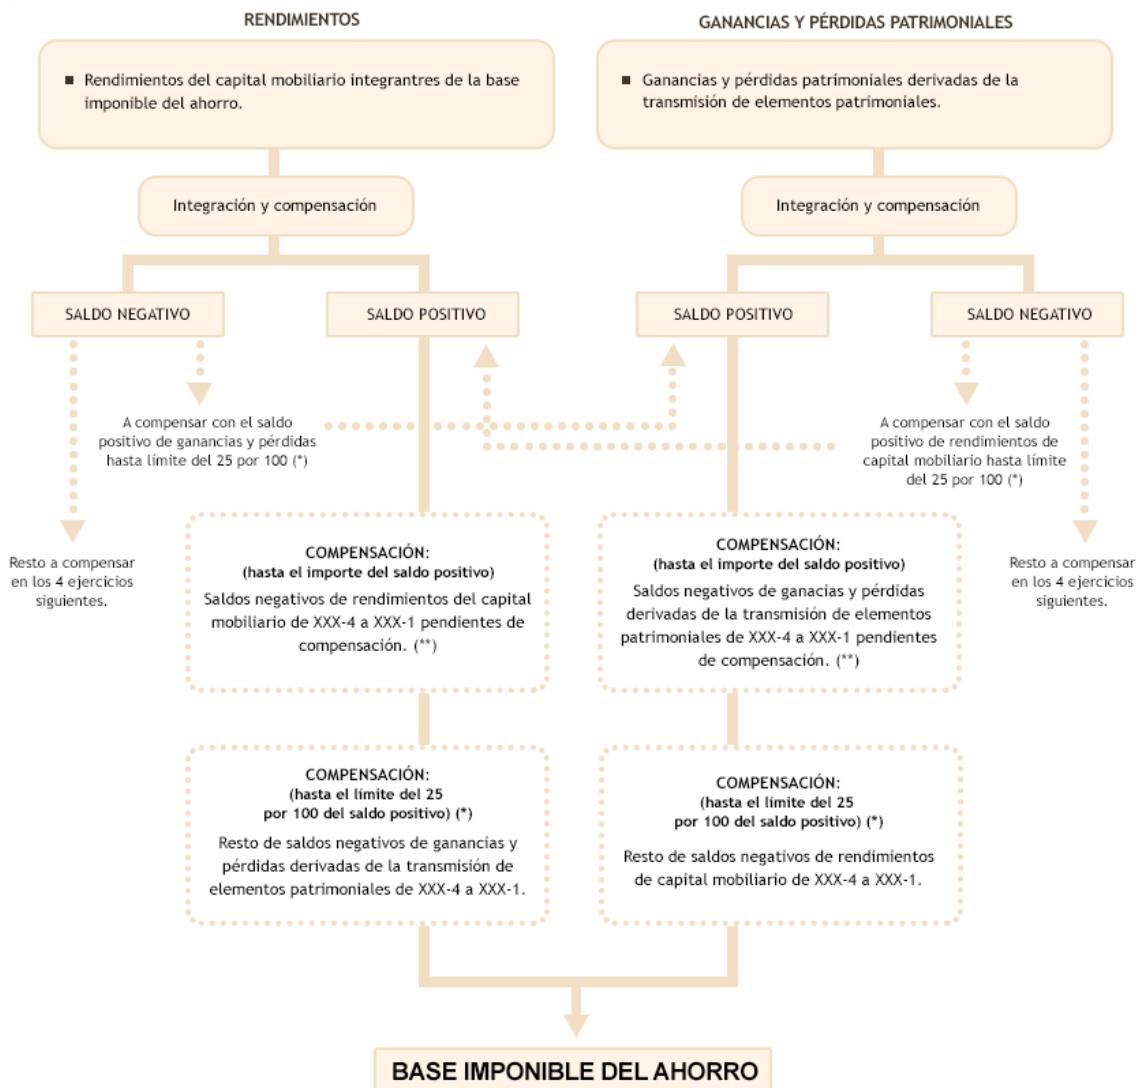 RENDIMIENTOS
Rendimientos del capital mobiliario integrantres de la base
imponible del ahorro.
Integración y compensación
SALDO NEGATIVO
SALDO POSITIVO
A compensar con el saldo
positivo de ganancias y pérdidas
hasta límite del 25 por 100 (*)
Resto a compensar
en los 4 ejercicios
siguientes.
COMPENSACIÓN:
(hasta el importe del saldo positivo)
Saldos negativos de rendimientos del capital
mobiliario de XXX-4 a XXX-1 pendientes de
compensación. (**)
COMPENSACIÓN:
(hasta el límite del 25
por 100 del saldo positivo) (*)
Resto de saldos negativos de ganancias y
pérdidas derivadas de la transmisión de
elementos patrimoniales de XXX-4 a XXX-1.
GANANCIAS Y PÉRDIDAS PATRIMONIALES
Ganancias y pérdidas patrimoniales derivadas de la
transmisión de elementos patrimoniales.
Integración y compensación
SALDO POSITIVO
SALDO NEGATIVO
A compensar con el saldo
positivo de rendimientos de
capital mobiliario hasta límite
del 25 por 100 (*)
Resto a compensar
en los 4 ejercicios
siguientes.
COMPENSACIÓN:
(hasta el importe del saldo positivo)
Saldos negativos de ganacias y pérdidas
derivadas de la transmisión de elementos
patrimoniales de XXX-4 a XXX-1 pendientes
de compensación. (**)
COMPENSACIÓN:
(hasta el límite del 25
por 100 del saldo positivo) (*)
Resto de saldos negativos de rendimientos
de capital mobiliario de XXX-4 a XXX-1.
BASE IMPONIBLE DEL AHORRO